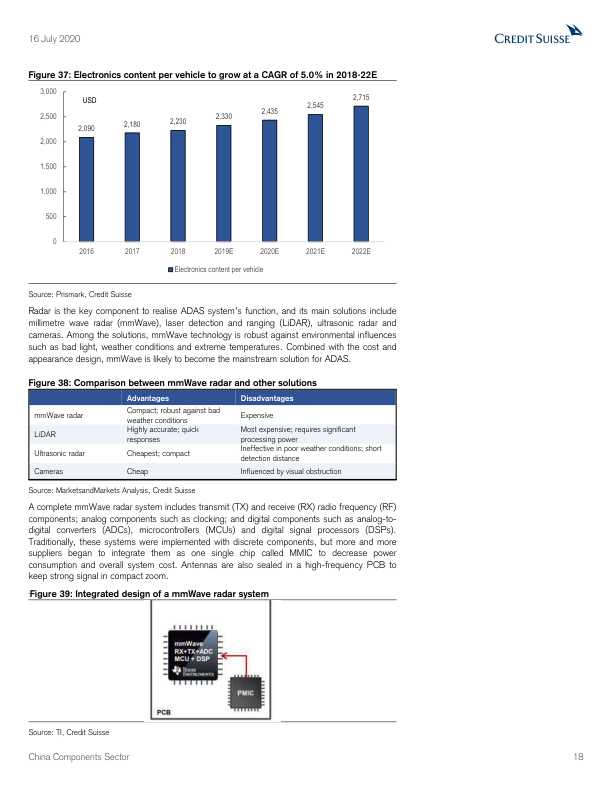 16 July 2020
CREDIT SUISSE
Figure 37: Electronics content per vehicle to grow at a CAGR of 5.0% in 2018-22E
3,000
2,500
2,000
1,500
1,000
500
0
USD
2,090
2,180
2,230
2,330
2,435
2,545
2,715
2016
2017
2018
2019E
2020E
2021E
2022E
Electronics content per vehicle
Source: Prismark, Credit Suisse
Radar is the key component to realise ADAS system's function, and its main solutions include
millimetre wave radar (mmWave), laser detection and ranging (LiDAR), ultrasonic radar and
cameras. Among the solutions, mmWave technology is robust against environmental influences
such as bad light, weather conditions and extreme temperatures. Combined with the cost and
appearance design, mmWave is likely to become the mainstream solution for ADAS.
Figure 38: Comparison between mmWave radar and other solutions
Advantages Disadvantages
mmWave radar Compact; robust against bad weather conditions Expensive
LiDAR Highly accurate; quick responses Most expensive; requires significant processing power
Ultrasonic radar Cheapest; compact Ineffective in poor weather conditions; short detection distance
Cameras Cheap Influenced by visual obstruction
Source: MarketsandMarkets Analysis, Credit Suisse
A complete mmWave radar system includes transmit (TX) and receive (RX) radio frequency (RF)
components; analog components such as clocking; and digital components such as analog-to-
digital converters (ADCs), microcontrollers (MCUs) and digital signal processors (DSPs).
Traditionally, these systems were implemented with discrete components, but more and more
suppliers began to integrate them as one single chip called MMIC to decrease power
consumption and overall system cost. Antennas are also sealed in a high-frequency PCB to
keep strong signal in compact zoom.
Figure 39: Integrated design of a mmWave radar system
mmWave
RX+TX+ADC
MCU + DSP
TEXAS
INSTRUMENTS
PMIC
PCB
Source: TI, Credit Suisse
China Components Sector
18